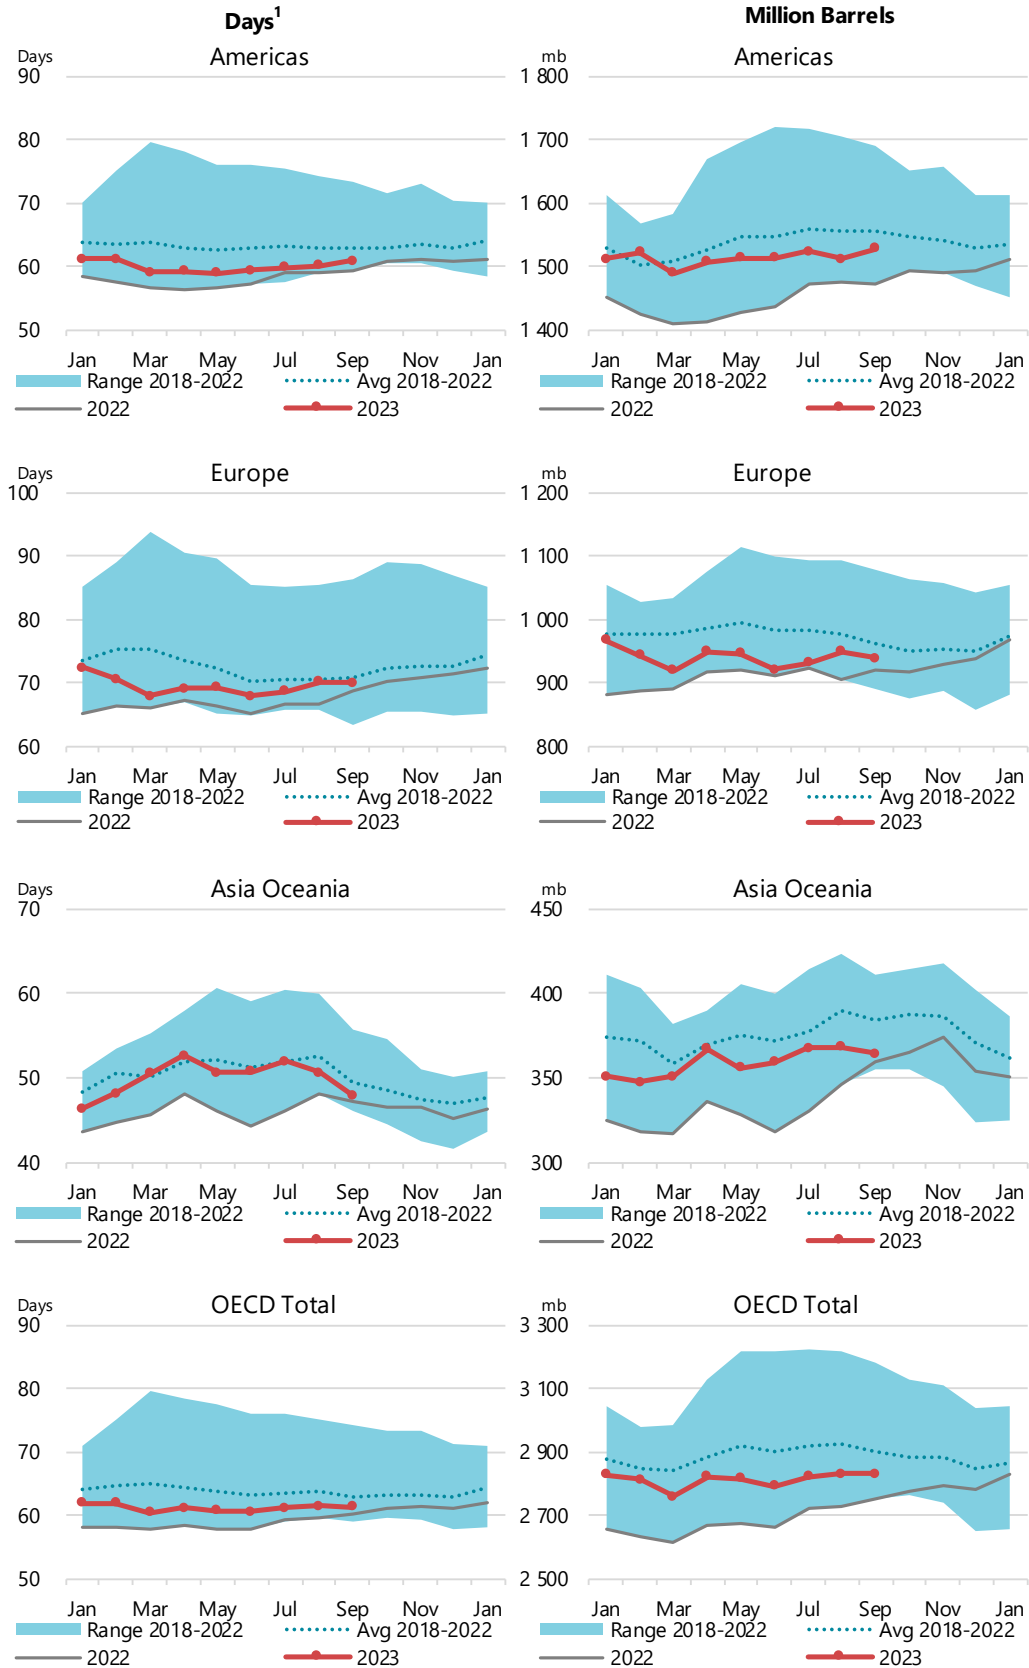 Days¹ Million Barrels
Days Americas mb Americas
90 1 800
80 1 700
70 1 600
60 1 500
50 1 400
Jan Mar May Jul Sep Nov Jan Jan Mar May Jul Sep Nov Jan
Range 2018-2022 Avg 2018-2022 Range 2018-2022 Avg 2018-2022
2022 2023 2022 2023
Days Europe mb Europe
100 1 200
90 1 100
80 1 000
70 900
60 800
Jan Mar May Jul Sep Nov Jan Jan Mar May Jul Sep Nov Jan
Range 2018-2022 Avg 2018-2022 Range 2018-2022 Avg 2018-2022
2022 2023 2022 2023
Days Asia Oceania mb Asia Oceania
70 450
60 400
50 350
40 300
Jan Mar May Jul Sep Nov Jan Jan Mar May Jul Sep Nov Jan
Range 2018-2022 Avg 2018-2022 Range 2018-2022 Avg 2018-2022
2022 2023 2022 2023
Days OECD Total mb OECD Total
90 3 300
80 3 100
70 2 900
60 2 700
50 2 500
Jan Mar May Jul Sep Nov Jan Jan Mar May Jul Sep Nov Jan
Range 2018-2022 Avg 2018-2022 Range 2018-2022 Avg 2018-2022
2022 2023 2022 2023